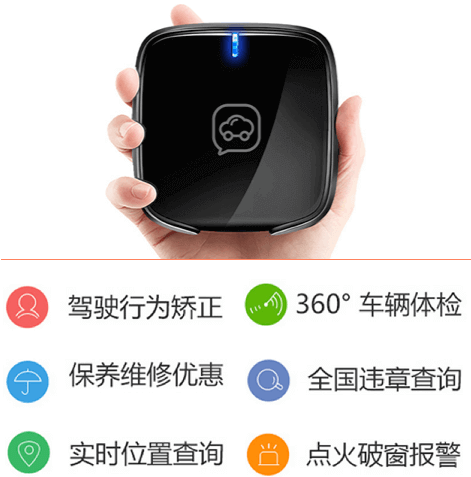 驾驶行为矫正
360° 车辆体检
保养维修优惠
全国违章查询
实时位置查询
点火破窗报警